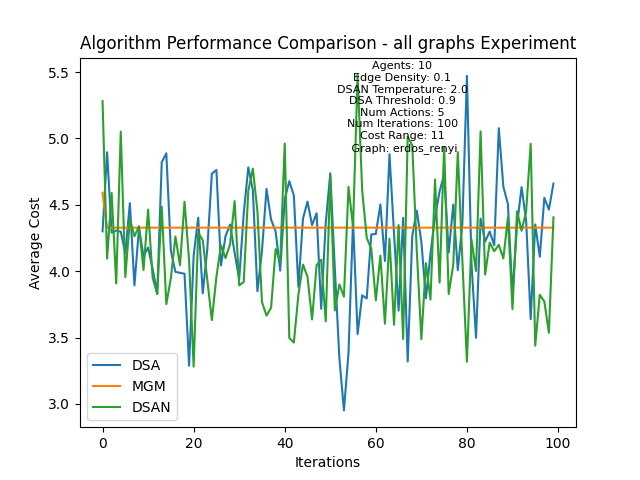 Algorithm Performance Comparison - all graphs Experiment
Agents: 10
Edge Density: 0.1
DSAN Temperature: 2.0
DSA Threshold: 0.9
Num Actions: 5
Num Iterations: 100
Cost Range: 11
Graph: erdos_renyi
5.5
5.0
4.5
4.0
3.5
3.0
Average Cost
DSA
MGM
DSAN
0 20 40 60 80 100
Iterations